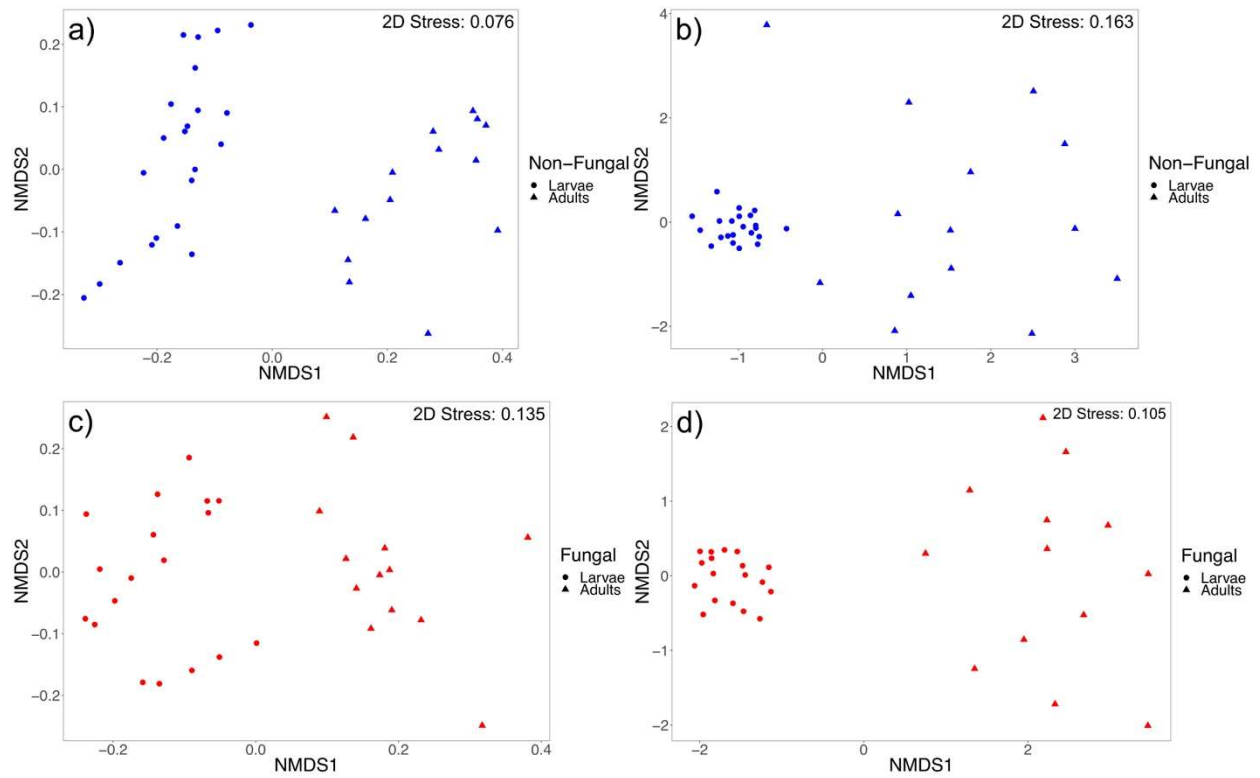 a)
2D Stress: 0.076
0.2
0.1
0.0
−0.1
−0.2
NMDS2
−0.2
0.0
0.2
0.4
NMDS1
Non−Fungal
Larvae
Adults
b)
2D Stress: 0.163
4
2
0
−2
NMDS2
−1
0
1
2
3
NMDS1
Non−Fungal
Larvae
Adults
c)
2D Stress: 0.135
0.2
0.1
0.0
−0.1
−0.2
NMDS2
−0.2
0.0
0.2
0.4
NMDS1
Fungal
Larvae
Adults
d)
2D Stress: 0.105
2
1
0
−1
−2
NMDS2
−2
0
2
NMDS1
Fungal
Larvae
Adults